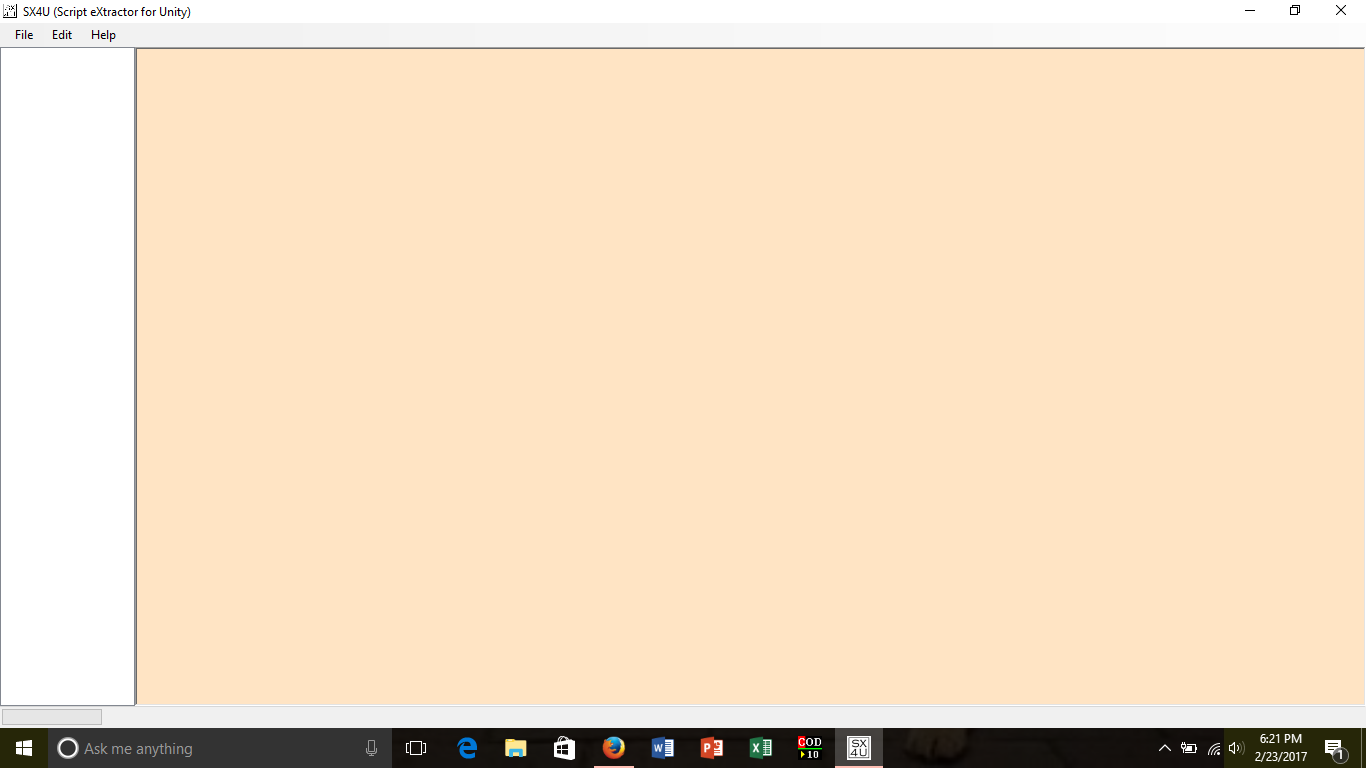 SX4U (Script eXtractor for Unity)
File Edit Help
Ask me anything
COD
10
SX
4U
6:21 PM
2/23/2017
1